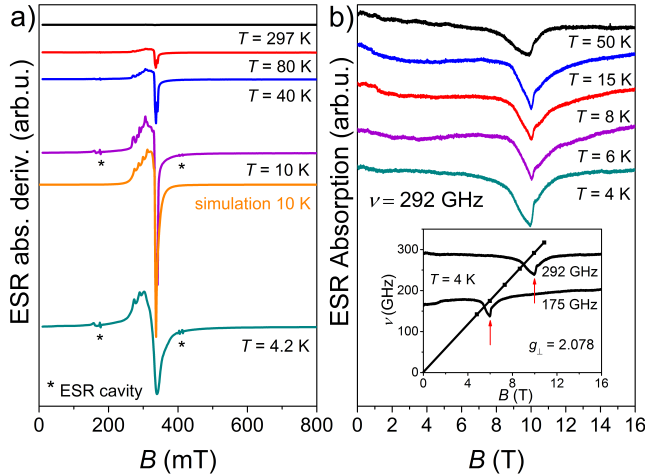 a)
ESR abs. deriv. (arb.u.)
T = 297 K
T = 80 K
T = 40 K
* *
T = 10 K
simulation 10 K
* *
T = 4.2 K
* ESR cavity
0 200 400 600 800
B (mT)
b)
ESR Absorption (arb.u.)
T = 50 K
T = 15 K
T = 8 K
T = 6 K
T = 4 K
ν = 292 GHz
ν (GHz)
300
200
100
0
T = 4 K
292 GHz
175 GHz
g⊥ = 2.078
0 4 8 12 16
B (T)
0 2 4 6 8 10 12 14 16
B (T)